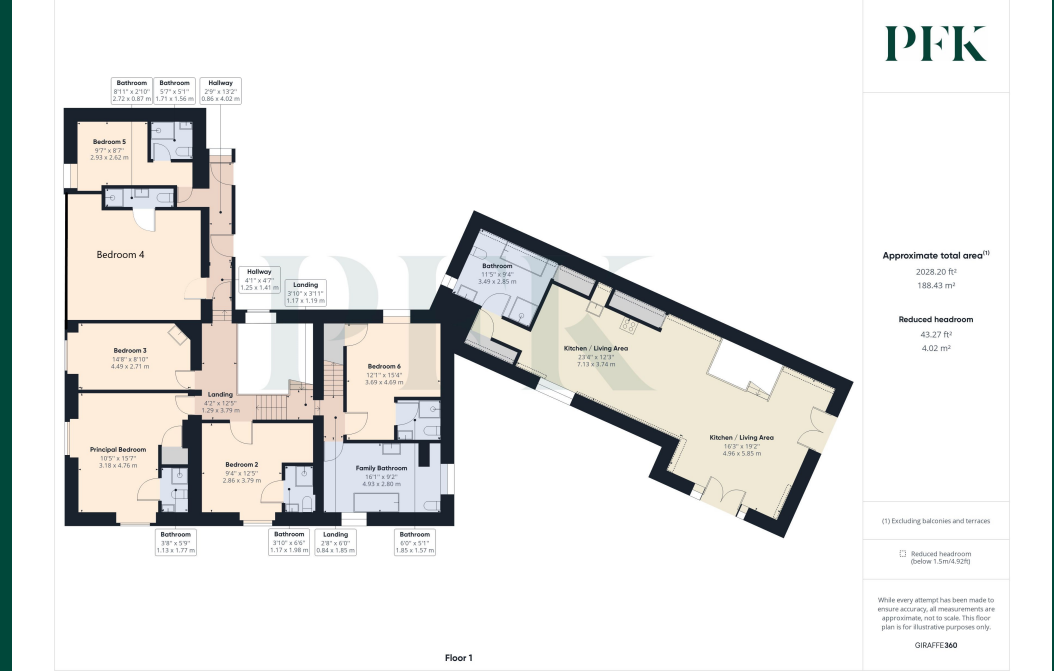 PFK
Bathroom
8'11" x 2'10"
2.72 x 0.87 m
Bathroom
5'7" x 5'1"
1.71 x 1.56 m
Hallway
2'9" x 13'2"
0.86 x 4.02 m
Bedroom 5
9'7" x 8'7"
2.93 x 2.62 m
Bedroom 4
Hallway
4'1" x 4'7"
1.25 x 1.41 m
Landing
3'10" x 3'11"
1.17 x 1.19 m
Bathroom
11'5" x 9'4"
3.49 x 2.85 m
Bedroom 3
14'8" x 8'10"
4.49 x 2.71 m
Bedroom 6
12'1" x 15'4"
3.69 x 4.69 m
Kitchen / Living Area
23'4" x 12'3"
7.13 x 3.74 m
Landing
4'2" x 12'5"
1.29 x 3.79 m
Principal Bedroom
10'5" x 15'7"
3.18 x 4.76 m
Bedroom 2
9'4" x 12'5"
2.86 x 3.79 m
Family Bathroom
16'1" x 9'2"
4.93 x 2.80 m
Kitchen / Living Area
16'3" x 19'2"
4.96 x 5.85 m
Bathroom
3'8" x 5'9"
1.13 x 1.77 m
Bathroom
3'10" x 6'6"
1.17 x 1.98 m
Landing
2'8" x 6'0"
0.84 x 1.85 m
Bathroom
6'0" x 5'1"
1.85 x 1.57 m
Floor 1
PFK
Approximate total area(1)
2028.20 ft²
188.43 m²
Reduced headroom
43.27 ft²
4.02 m²
(1) Excluding balconies and terraces
Reduced headroom
(below 1.5m/4.92ft)
While every attempt has been made to
ensure accuracy, all measurements are
approximate, not to scale. This floor
plan is for illustrative purposes only.
GIRAFFE360